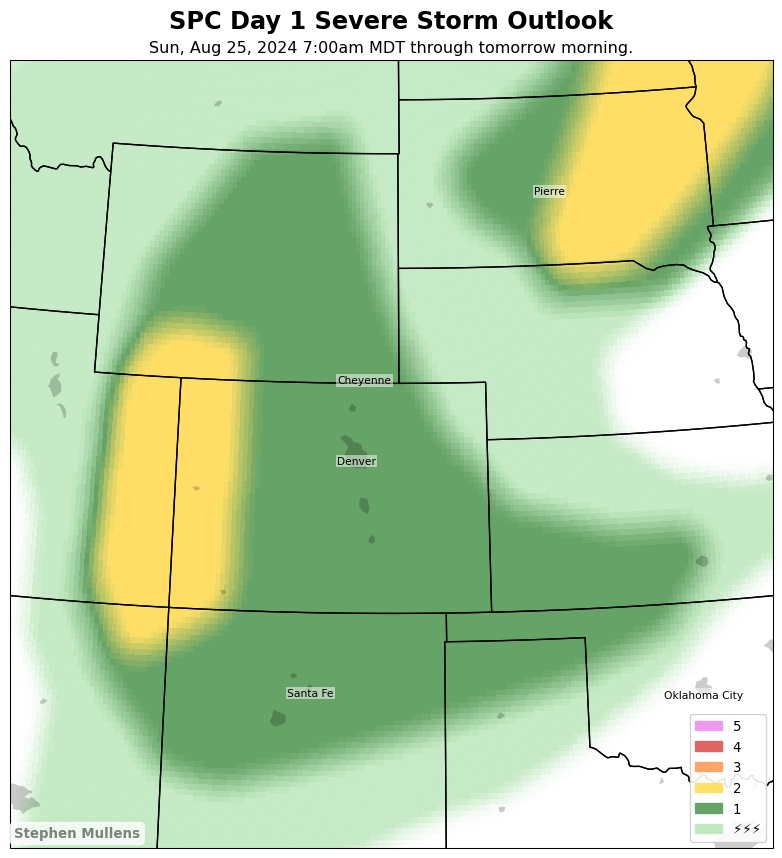 SPC Day 1 Severe Storm Outlook
Sun, Aug 25, 2024 7:00am MDT through tomorrow morning.
Pierre
Cheyenne
Denver
Santa Fe
Oklahoma City
5
4
3
2
1
⚡⚡⚡
Stephen Mullens